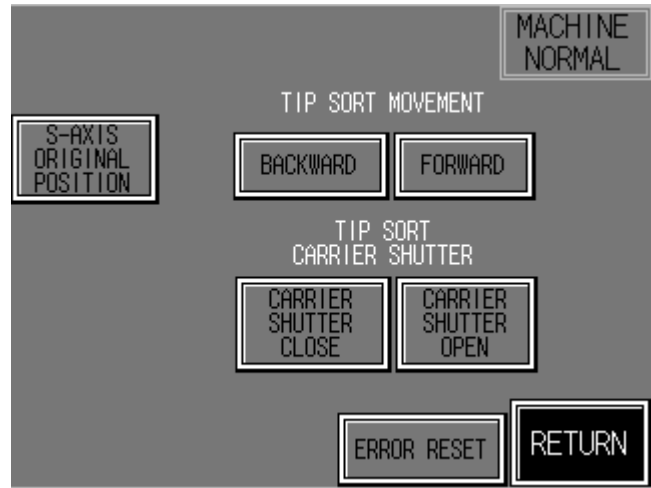 MACHINE
NORMAL
TIP SORT MOVEMENT
S-AXIS
ORIGINAL
POSITION
BACKWARD
FORWARD
TIP SORT
CARRIER SHUTTER
CARRIER
SHUTTER
CLOSE
CARRIER
SHUTTER
OPEN
ERROR RESET
RETURN